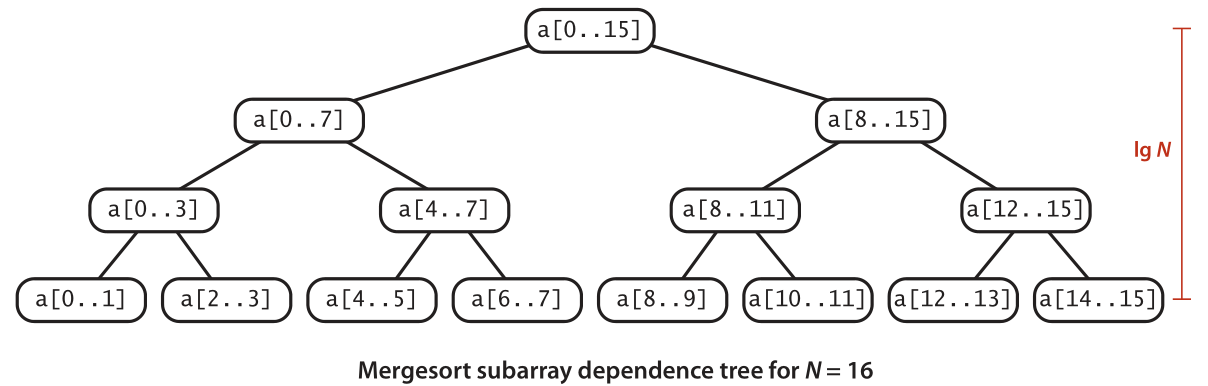 a[0..15]
a[0..7]
a[8..15]
lg N
a[0..3]
a[4..7]
a[8..11]
a[12..15]
a[0..1]
a[2..3]
a[4..5]
a[6..7]
a[8..9]
a[10..11]
a[12..13]
a[14..15]
Mergesort subarray dependence tree for N = 16